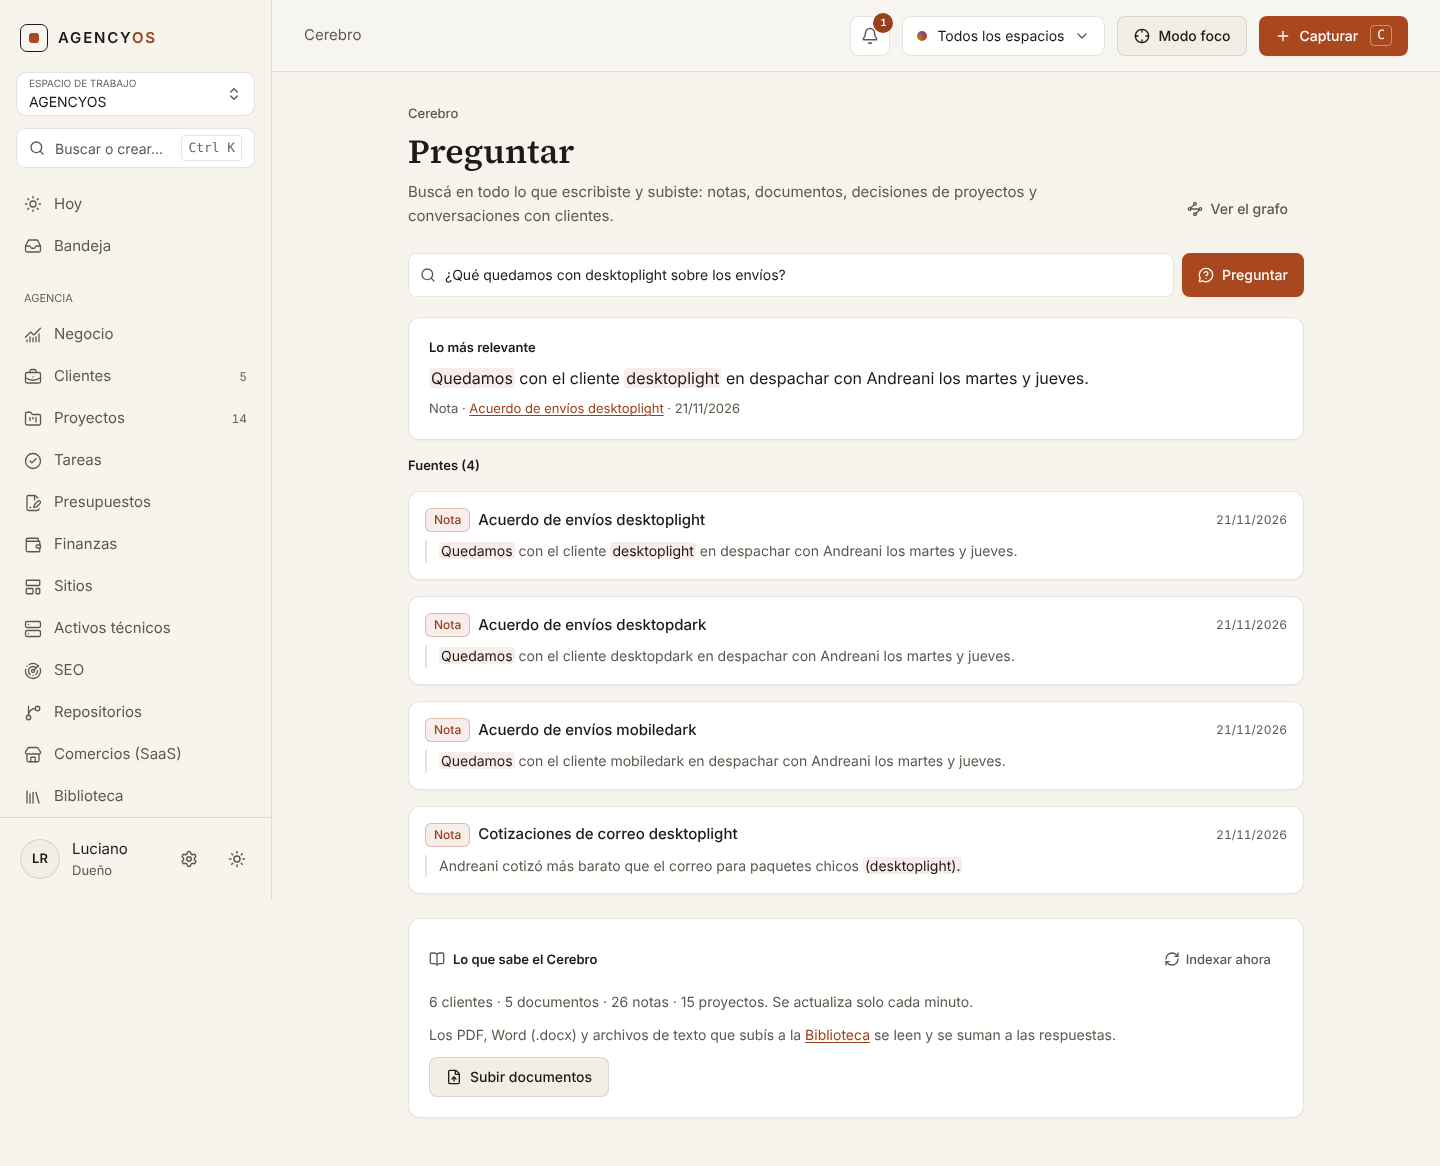 AGENCYOS
ESPACIO DE TRABAJO
AGENCYOS
Buscar o crear...
Ctrl K
Hoy
Bandeja
AGENCIA
Negocio
Clientes 5
Proyectos 14
Tareas
Presupuestos
Finanzas
Sitios
Activos técnicos
SEO
Repositorios
Comercios (SaaS)
Biblioteca
LR
Luciano
Dueño
Cerebro
1
Todos los espacios
Modo foco
Capturar C
Cerebro
Preguntar
Buscá en todo lo que escribiste y subiste: notas, documentos, decisiones de proyectos y
conversaciones con clientes.
Ver el grafo
¿Qué quedamos con desktoplight sobre los envíos?
Preguntar
Lo más relevante
Quedamos con el cliente desktoplight en despachar con Andreani los martes y jueves.
Nota · Acuerdo de envíos desktoplight · 21/11/2026
Fuentes (4)
Nota Acuerdo de envíos desktoplight 21/11/2026
Quedamos con el cliente desktoplight en despachar con Andreani los martes y jueves.
Nota Acuerdo de envíos desktopdark 21/11/2026
Quedamos con el cliente desktopdark en despachar con Andreani los martes y jueves.
Nota Acuerdo de envíos mobiledark 21/11/2026
Quedamos con el cliente mobiledark en despachar con Andreani los martes y jueves.
Nota Cotizaciones de correo desktoplight 21/11/2026
Andreani cotizó más barato que el correo para paquetes chicos (desktoplight).
Lo que sabe el Cerebro
Indexar ahora
6 clientes · 5 documentos · 26 notas · 15 proyectos. Se actualiza solo cada minuto.
Los PDF, Word (.docx) y archivos de texto que subís a la Biblioteca se leen y se suman a las respuestas.
Subir documentos